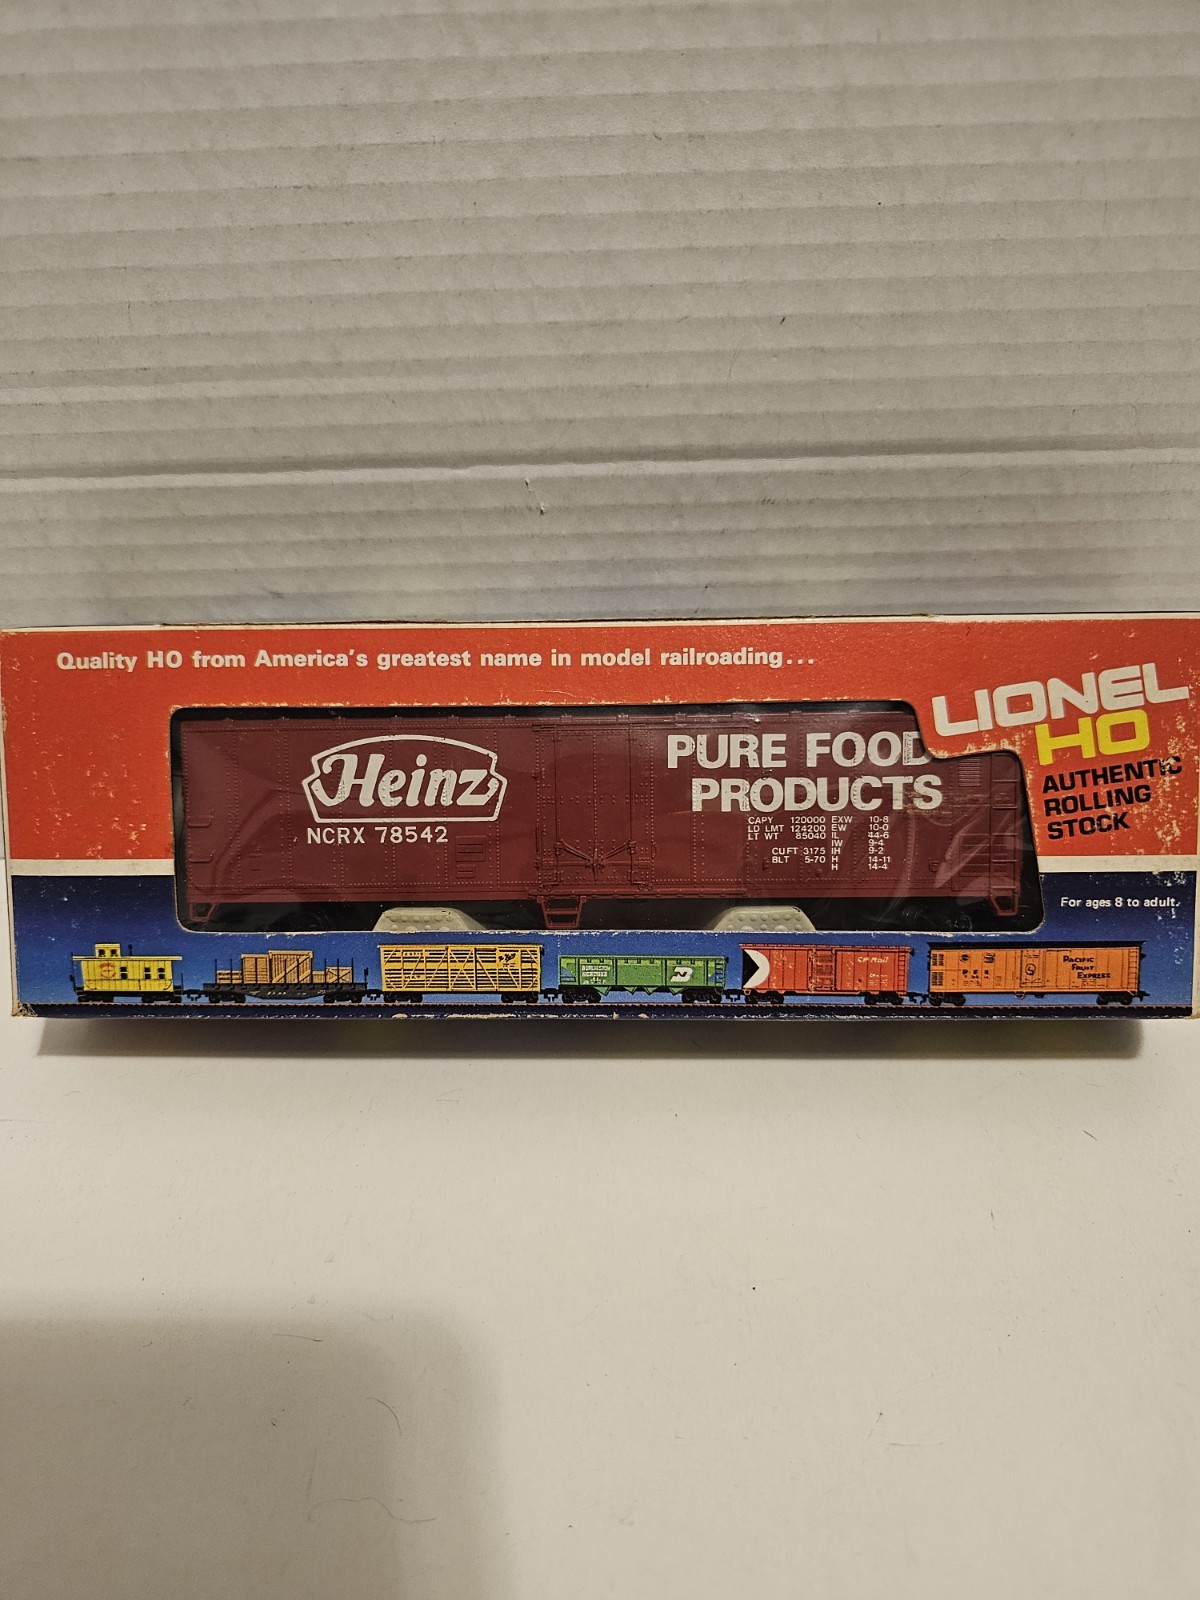 Quality HO from America's greatest name in model railroading...
LIONEL
HO
AUTHENTIC
ROLLING
STOCK
Heinz
NCRX 78542
PURE FOOD
PRODUCTS
CAPY 120000 EXW 10-8
LD LMT 124200 EW 10-0
LT WT 85040 IL 44-6
IW 9-4
CU FT 3175 IH 9-2
BLT 5-70 H 14-11
H 14-4
For ages 8 to adult.
BURLINGTON
NORTHERN
CP Rail
PACIFIC
FRUIT
EXPRESS